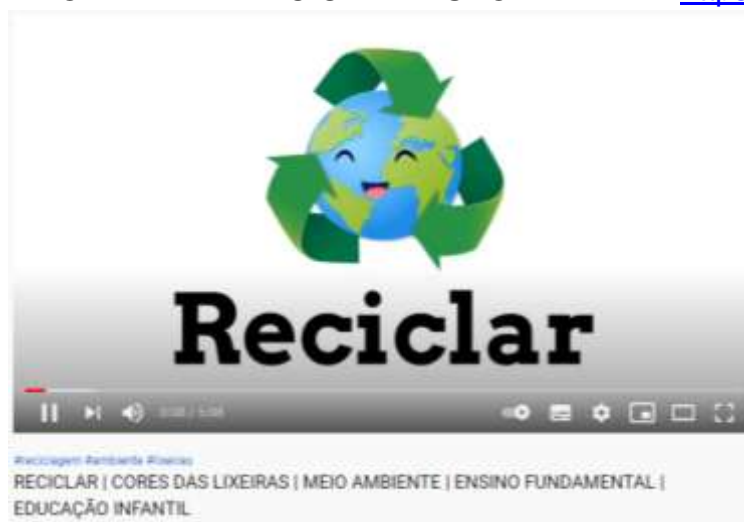 Reciclar
#reciclagem #ambiente #lixeiras
RECICLAR | CORES DAS LIXEIRAS | MEIO AMBIENTE | ENSINO FUNDAMENTAL |
EDUCAÇÃO INFANTIL